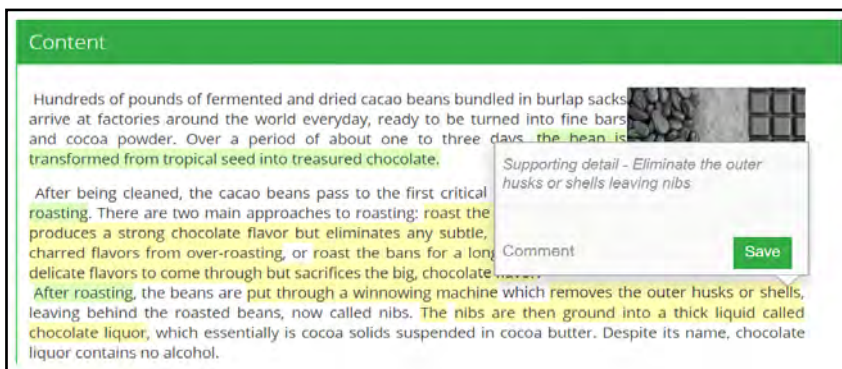 Content
Hundreds of pounds of fermented and dried cacao beans bundled in burlap sacks
arrive at factories around the world everyday, ready to be turned into fine bars
and cocoa powder. Over a period of about one to three days, the bean is
transformed from tropical seed into treasured chocolate.
After being cleaned, the cacao beans pass to the first critical
roasting. There are two main approaches to roasting: roast the
produces a strong chocolate flavor but eliminates any subtle,
charred flavors from over-roasting, or roast the bans for a long
delicate flavors to come through but sacrifices the big, chocolate flavor.
After roasting, the beans are put through a winnowing machine which removes the outer husks or shells,
leaving behind the roasted beans, now called nibs. The nibs are then ground into a thick liquid called
chocolate liquor, which essentially is cocoa solids suspended in cocoa butter. Despite its name, chocolate
liquor contains no alcohol.
Supporting detail - Eliminate the outer
husks or shells leaving nibs
Comment
Save